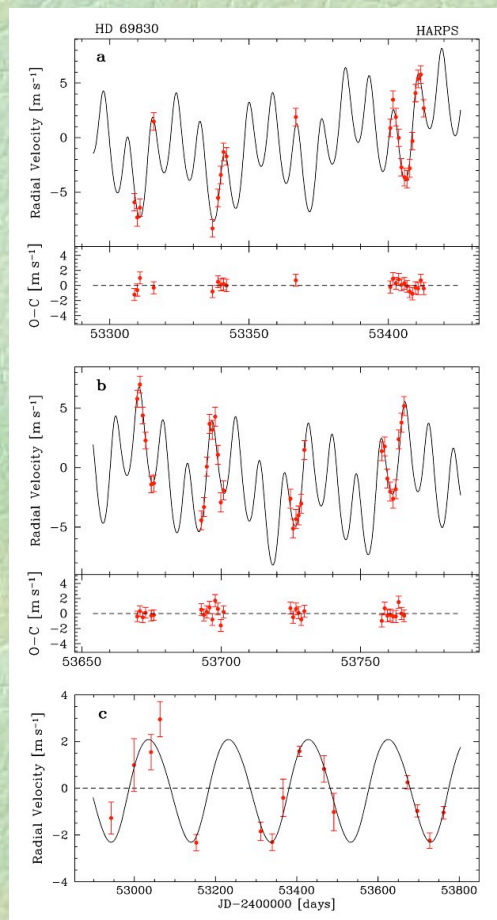 HD 69830 HARPS
a
Radial Velocity [m s⁻¹]
5
0
−5
O−C [m s⁻¹]
2
0
−2
−4
53300 53350 53400
b
Radial Velocity [m s⁻¹]
5
0
−5
O−C [m s⁻¹]
2
0
−2
−4
53650 53700 53750
c
Radial Velocity [m s⁻¹]
4
2
0
−2
−4
53000 53200 53400 53600 53800
JD−2400000 [days]